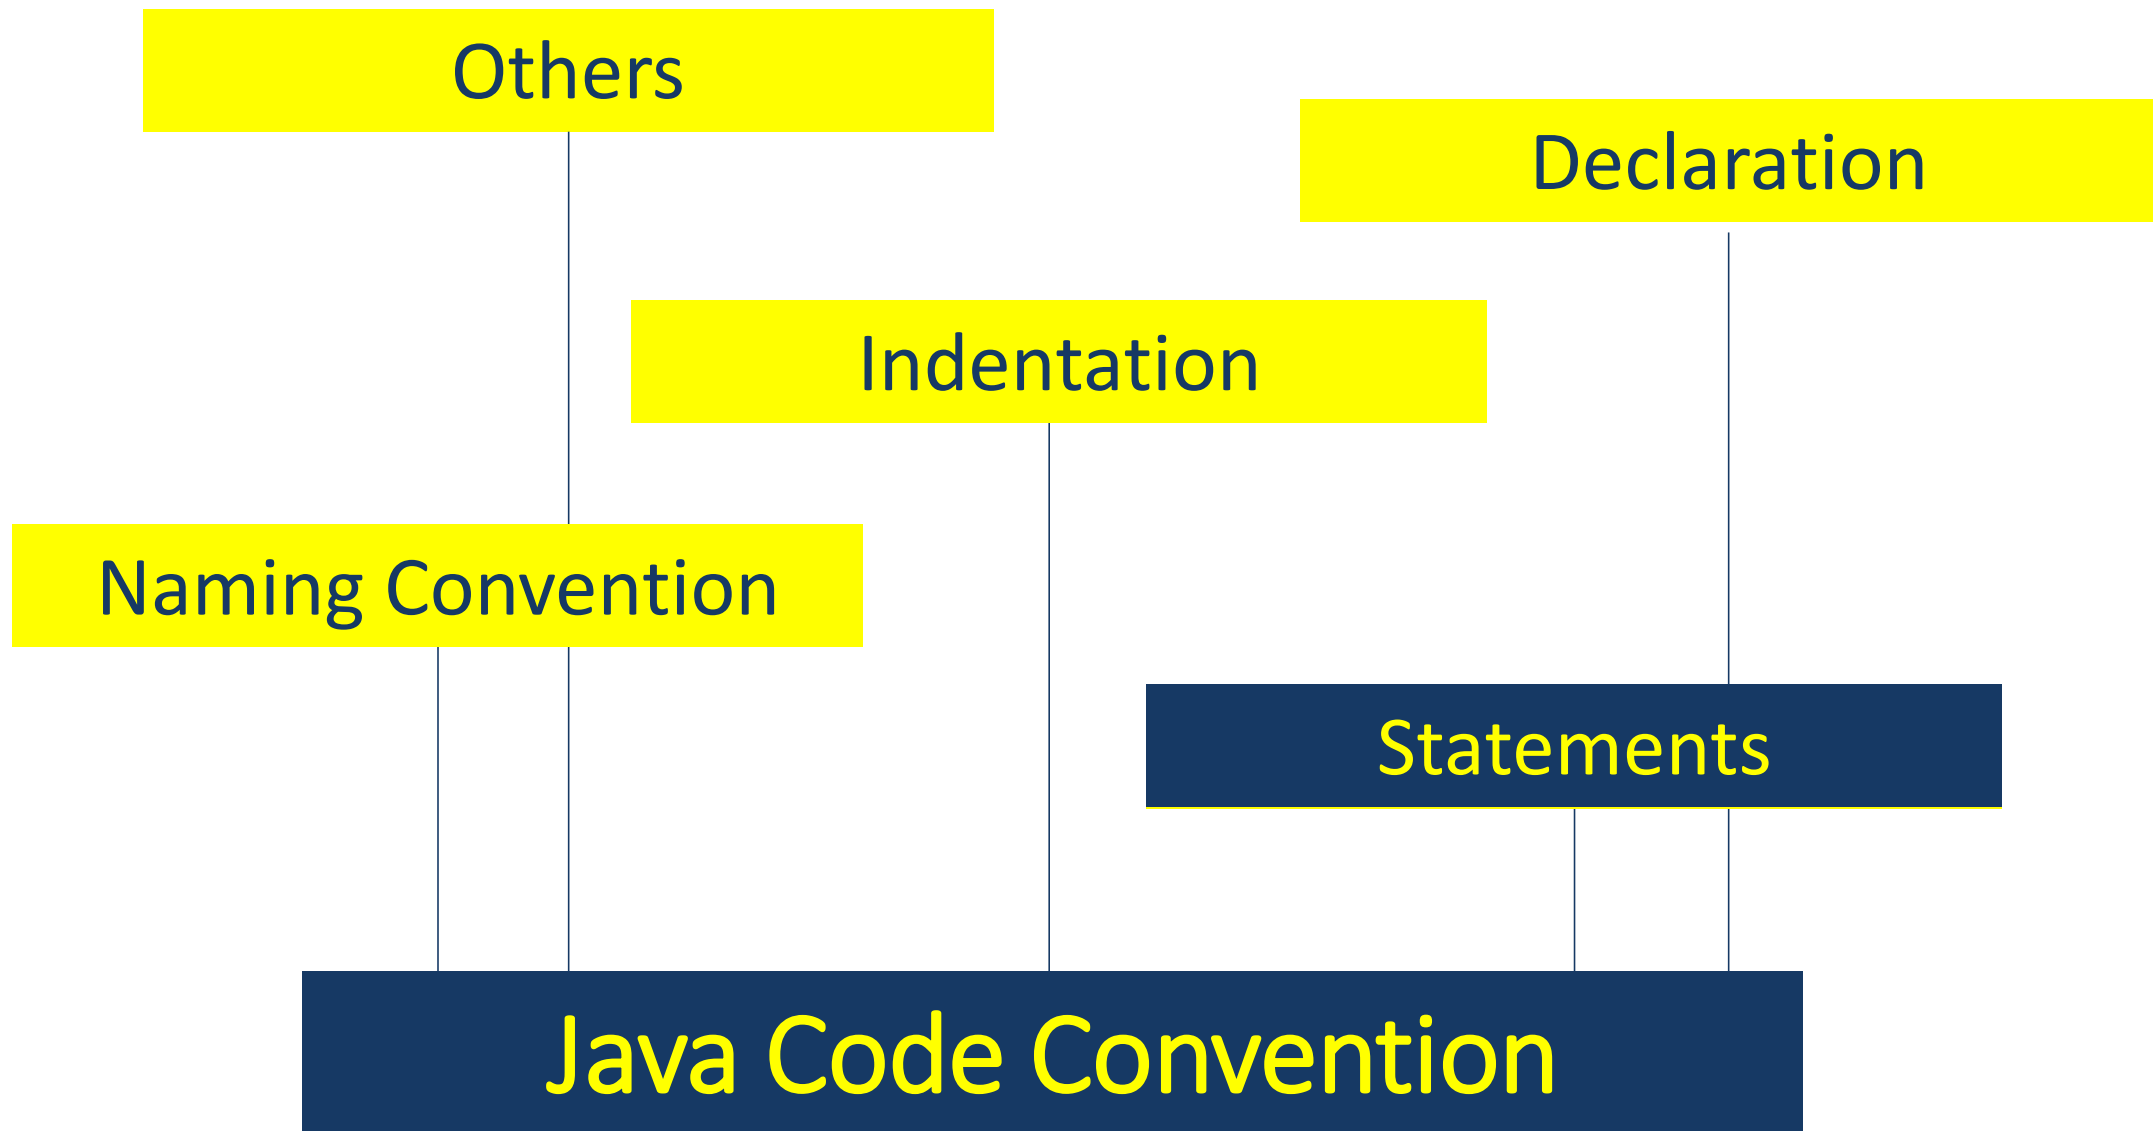 Others
Declaration
Indentation
Naming Convention
Statements
Java Code Convention